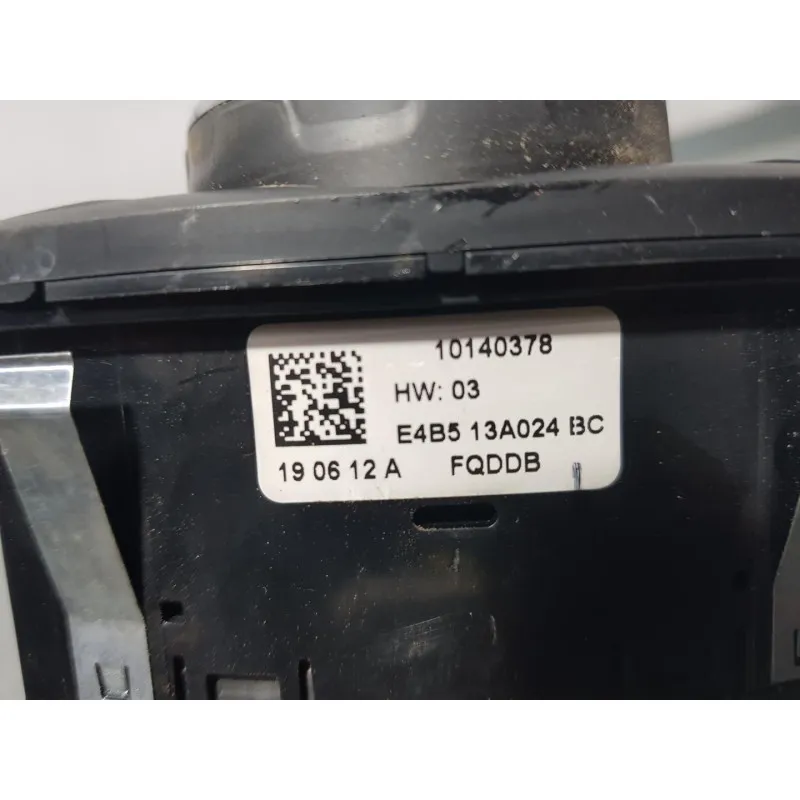 10140378
HW: 03
E4B5 13A024 BC
19 06 12 A FQDDB